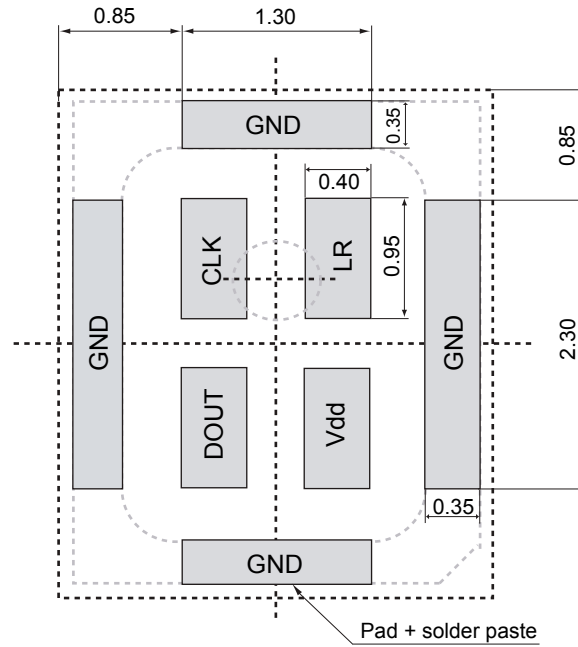 0.85
1.30
GND
0.35
0.85
0.40
CLK
LR
0.95
GND
GND
2.30
DOUT
Vdd
0.35
GND
Pad + solder paste